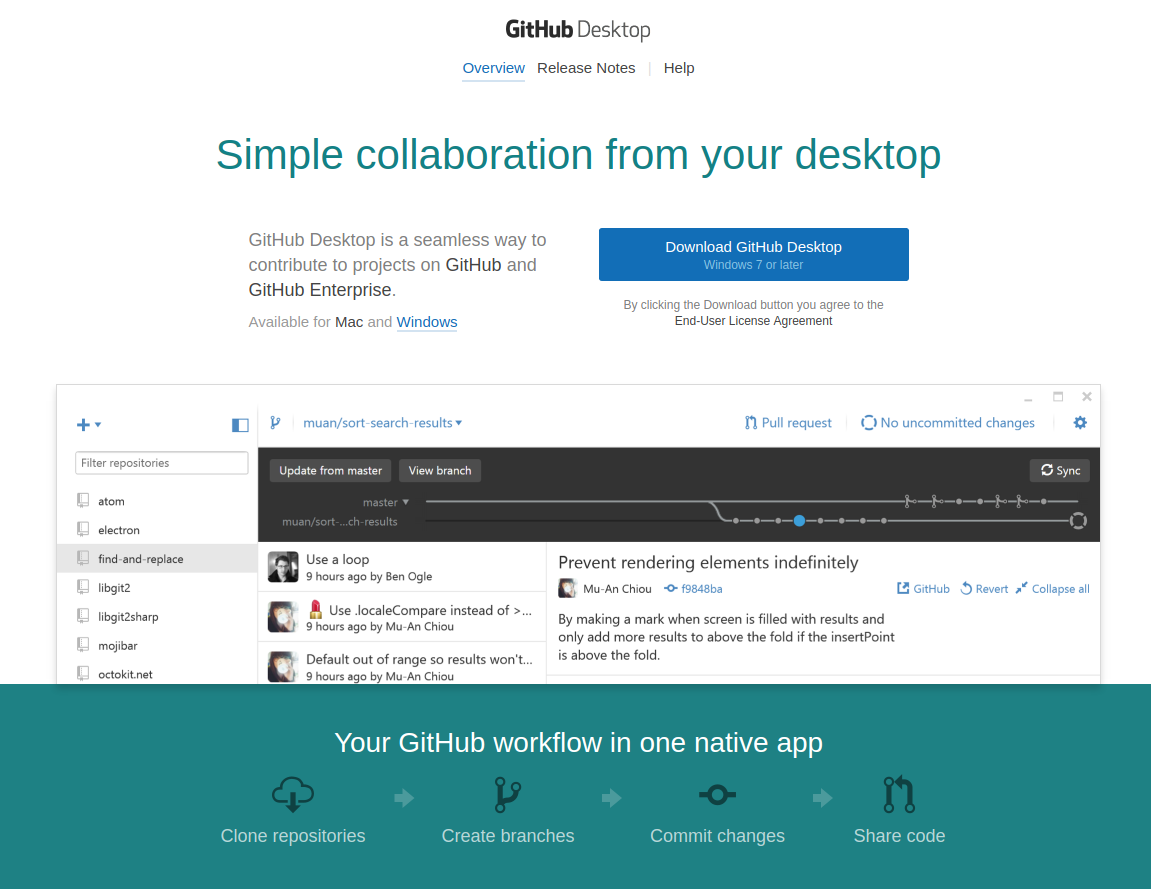 GitHub Desktop
Overview Release Notes | Help
Simple collaboration from your desktop
GitHub Desktop is a seamless way to
contribute to projects on GitHub and
GitHub Enterprise.
Available for Mac and Windows
Download GitHub Desktop
Windows 7 or later
By clicking the Download button you agree to the
End-User License Agreement
muan/sort-search-results
Pull request
No uncommitted changes
Filter repositories
atom
electron
find-and-replace
libgit2
libgit2sharp
mojibar
octokit.net
Update from master
View branch
Sync
master
muan/sort-...ch-results
Use a loop
9 hours ago by Ben Ogle
💄 Use .localeCompare instead of >...
9 hours ago by Mu-An Chiou
Default out of range so results won't...
9 hours ago by Mu-An Chiou
Prevent rendering elements indefinitely
Mu-An Chiou f9848ba
GitHub Revert Collapse all
By making a mark when screen is filled with results and
only add more results to above the fold if the insertPoint
is above the fold.
Your GitHub workflow in one native app
Clone repositories
Create branches
Commit changes
Share code